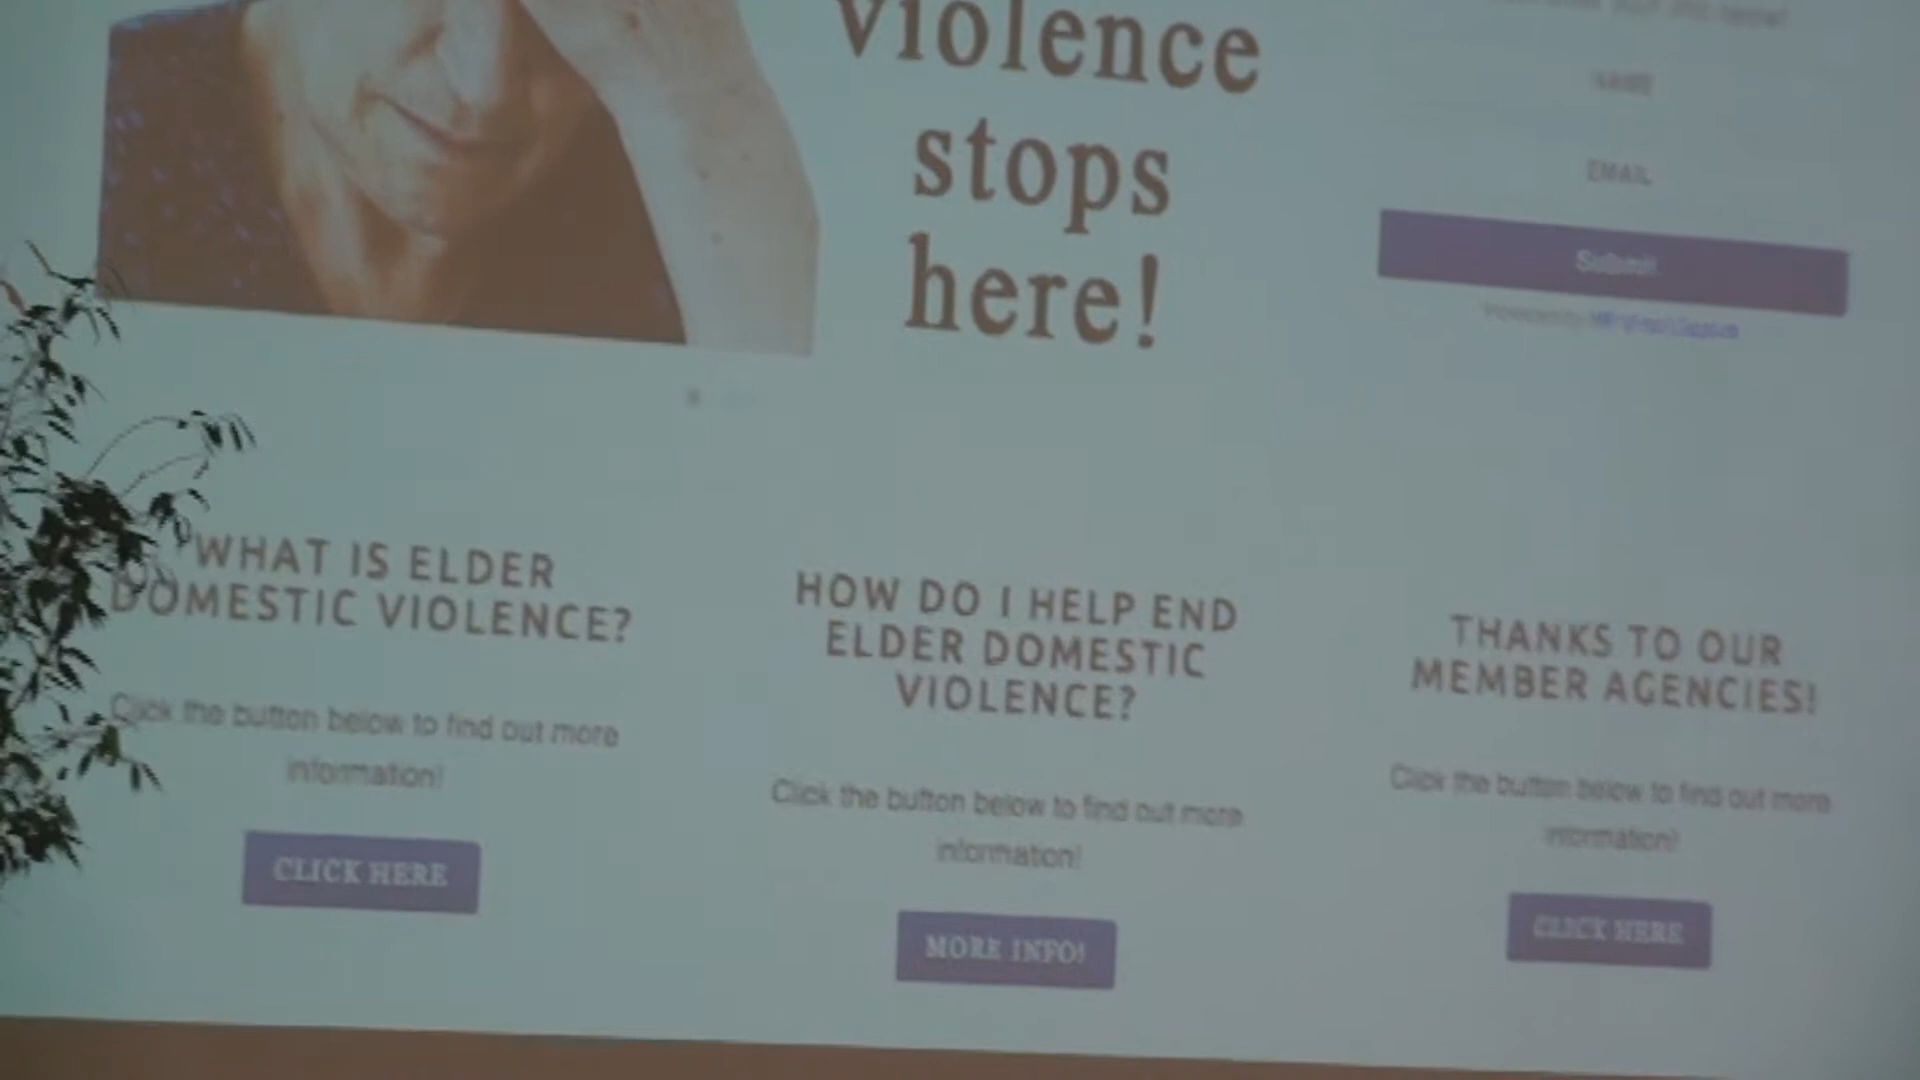 violence
stops
here!
NAME
EMAIL
Submit
WHAT IS ELDER
DOMESTIC VIOLENCE?
Click the button below to find out more
information!
CLICK HERE
HOW DO I HELP END
ELDER DOMESTIC
VIOLENCE?
Click the button below to find out more
information!
MORE INFO!
THANKS TO OUR
MEMBER AGENCIES!
Click the button below to find out more
information!
CLICK HERE